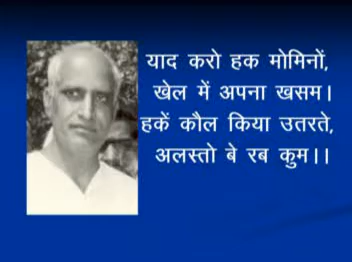 याद करो हक मोमिनों,
खेल में अपना खसम।
हकें कौल किया उतरते,
अलस्तो बे रब कुम।।